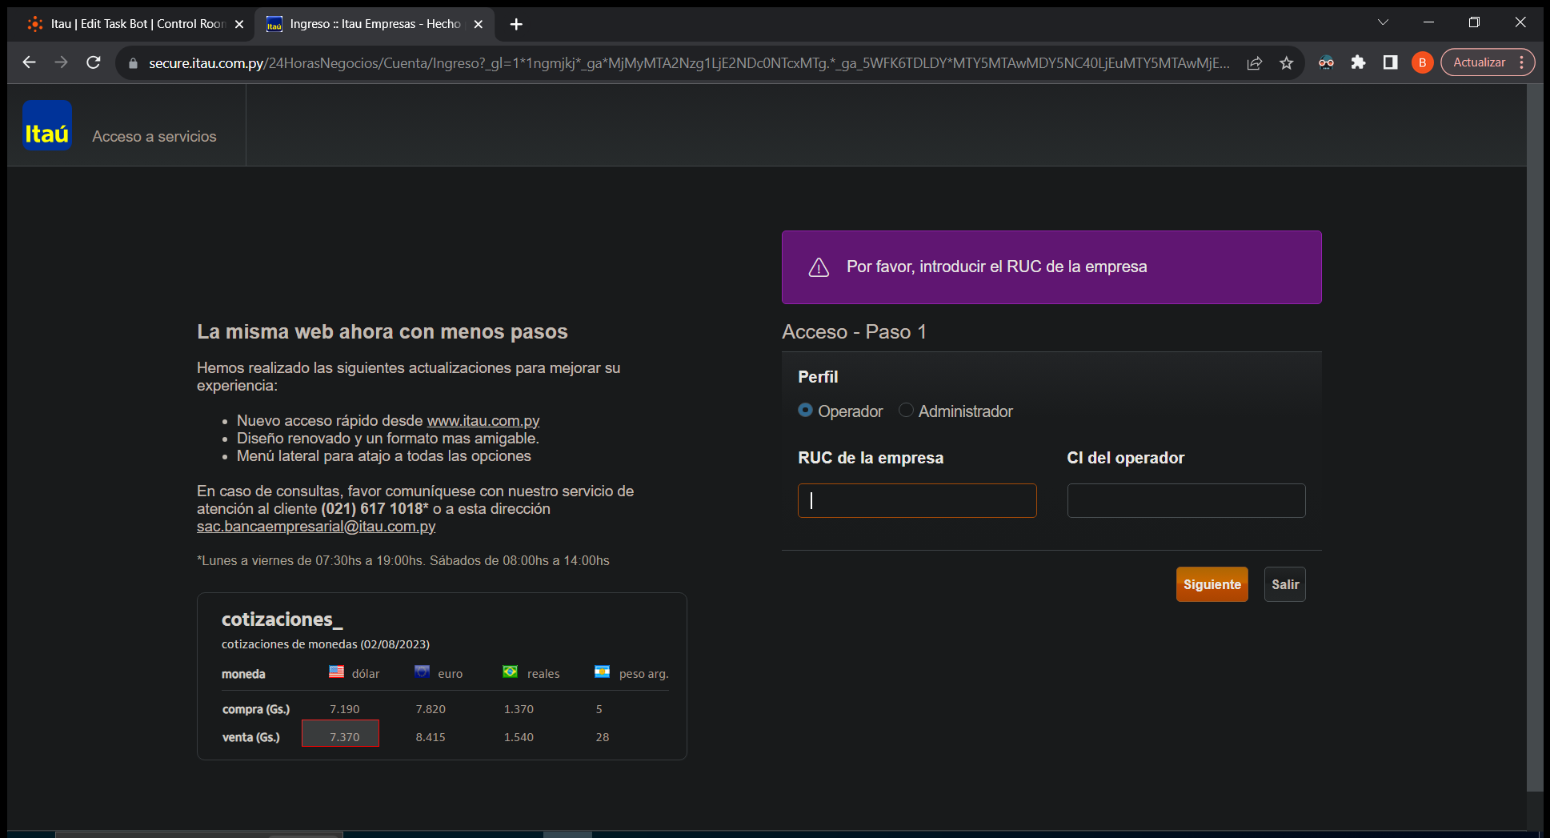 Itau | Edit Task Bot | Control Room
Ingreso :: Itau Empresas - Hecho
secure.itau.com.py/24HorasNegocios/Cuenta/Ingreso?_gl=1*1ngmjkj*_ga*MjMyMTA2Nzg1LjE2NDc0NTcxMTg.*_ga_5WFK6TDLDY*MTY5MTAwMDY5NC40LjEuMTY5MTAwMjE...
B
Actualizar
Itaú
Acceso a servicios
Por favor, introducir el RUC de la empresa
La misma web ahora con menos pasos
Hemos realizado las siguientes actualizaciones para mejorar su
experiencia:
• Nuevo acceso rápido desde www.itau.com.py
• Diseño renovado y un formato mas amigable.
• Menú lateral para atajo a todas las opciones
En caso de consultas, favor comuníquese con nuestro servicio de
atención al cliente (021) 617 1018* o a esta dirección
sac.bancaempresarial@itau.com.py
*Lunes a viernes de 07:30hs a 19:00hs. Sábados de 08:00hs a 14:00hs
cotizaciones_
cotizaciones de monedas (02/08/2023)
moneda dólar euro reales peso arg.
compra (Gs.) 7.190 7.820 1.370 5
venta (Gs.) 7.370 8.415 1.540 28
Acceso - Paso 1
Perfil
Operador Administrador
RUC de la empresa CI del operador
Siguiente Salir